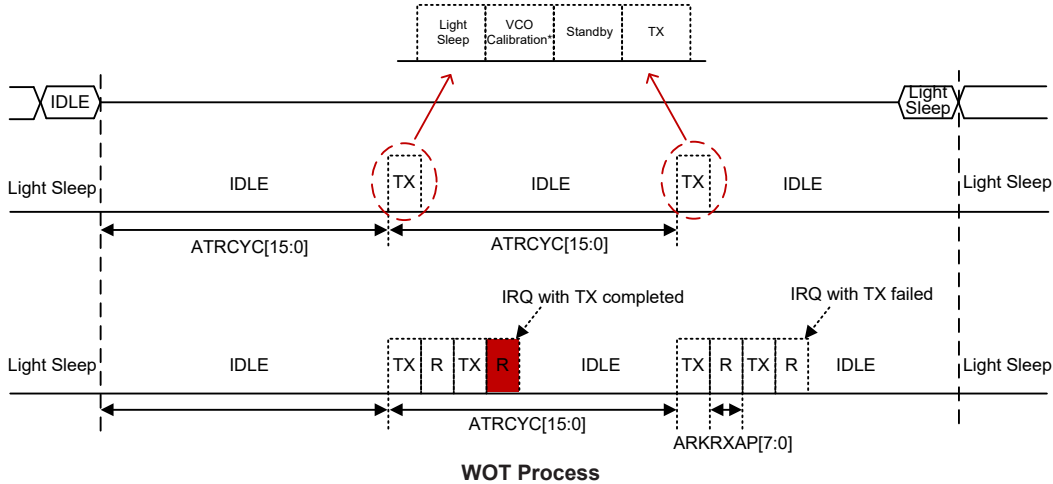 Light
Sleep
VCO
Calibration*
Standby
TX
IDLE
Light
Sleep
Light Sleep
IDLE
TX
IDLE
TX
IDLE
Light Sleep
ATRCYC[15:0]
ATRCYC[15:0]
IRQ with TX completed
IRQ with TX failed
Light Sleep
IDLE
TX
R
TX
R
IDLE
TX
R
TX
R
IDLE
Light Sleep
ATRCYC[15:0]
ARKRXAP[7:0]
WOT Process